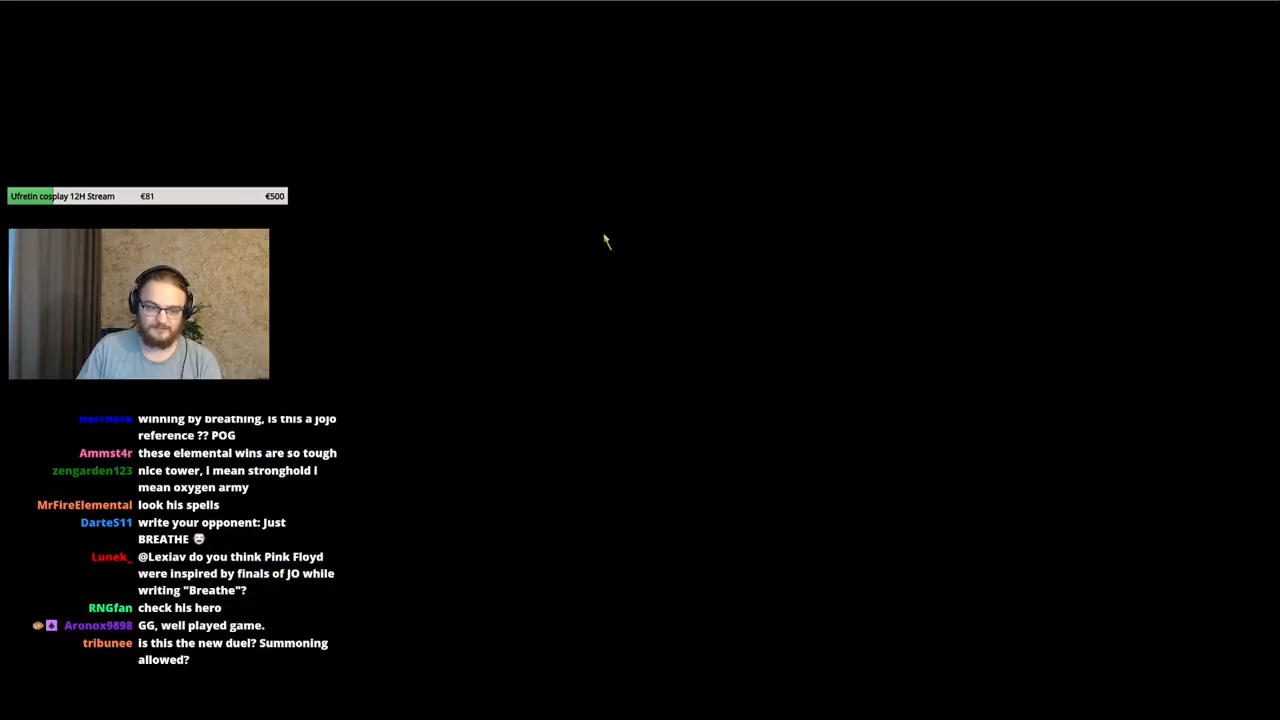 Ufretin cosplay 12H Stream €81 €500
winning by breathing, is this a jojo
reference ?? POG
Ammst4r these elemental wins are so tough
zengarden123 nice tower, i mean stronghold i
mean oxygen army
MrFireElemental look his spells
DarteS11 write your opponent: Just
BREATHE
Lunek_ @Lexiav do you think Pink Floyd
were inspired by finals of JO while
writing "Breathe"?
RNGfan check his hero
Aronox9898 GG, well played game.
tribunee is this the new duel? Summoning
allowed?